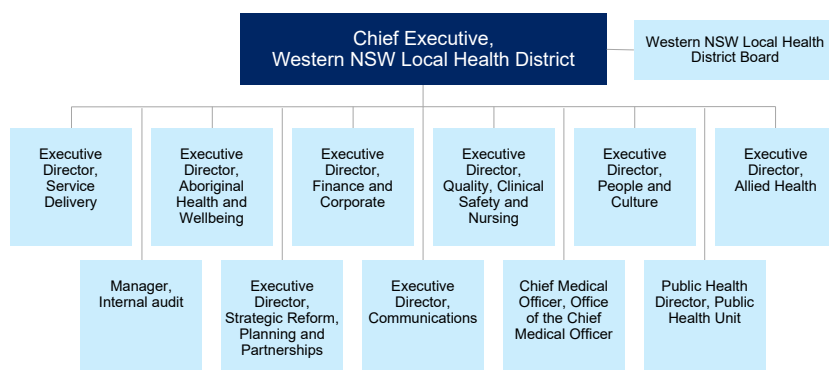 Chief Executive,
Western NSW Local Health District
Western NSW Local Health
District Board
Executive
Director,
Service
Delivery
Executive
Director,
Aboriginal
Health and
Wellbeing
Executive
Director,
Finance and
Corporate
Executive
Director,
Quality, Clinical
Safety and
Nursing
Executive
Director,
People and
Culture
Executive
Director,
Allied Health
Manager,
Internal audit
Executive
Director,
Strategic Reform,
Planning and
Partnerships
Executive
Director,
Communications
Chief Medical
Officer, Office
of the Chief
Medical Officer
Public Health
Director, Public
Health Unit